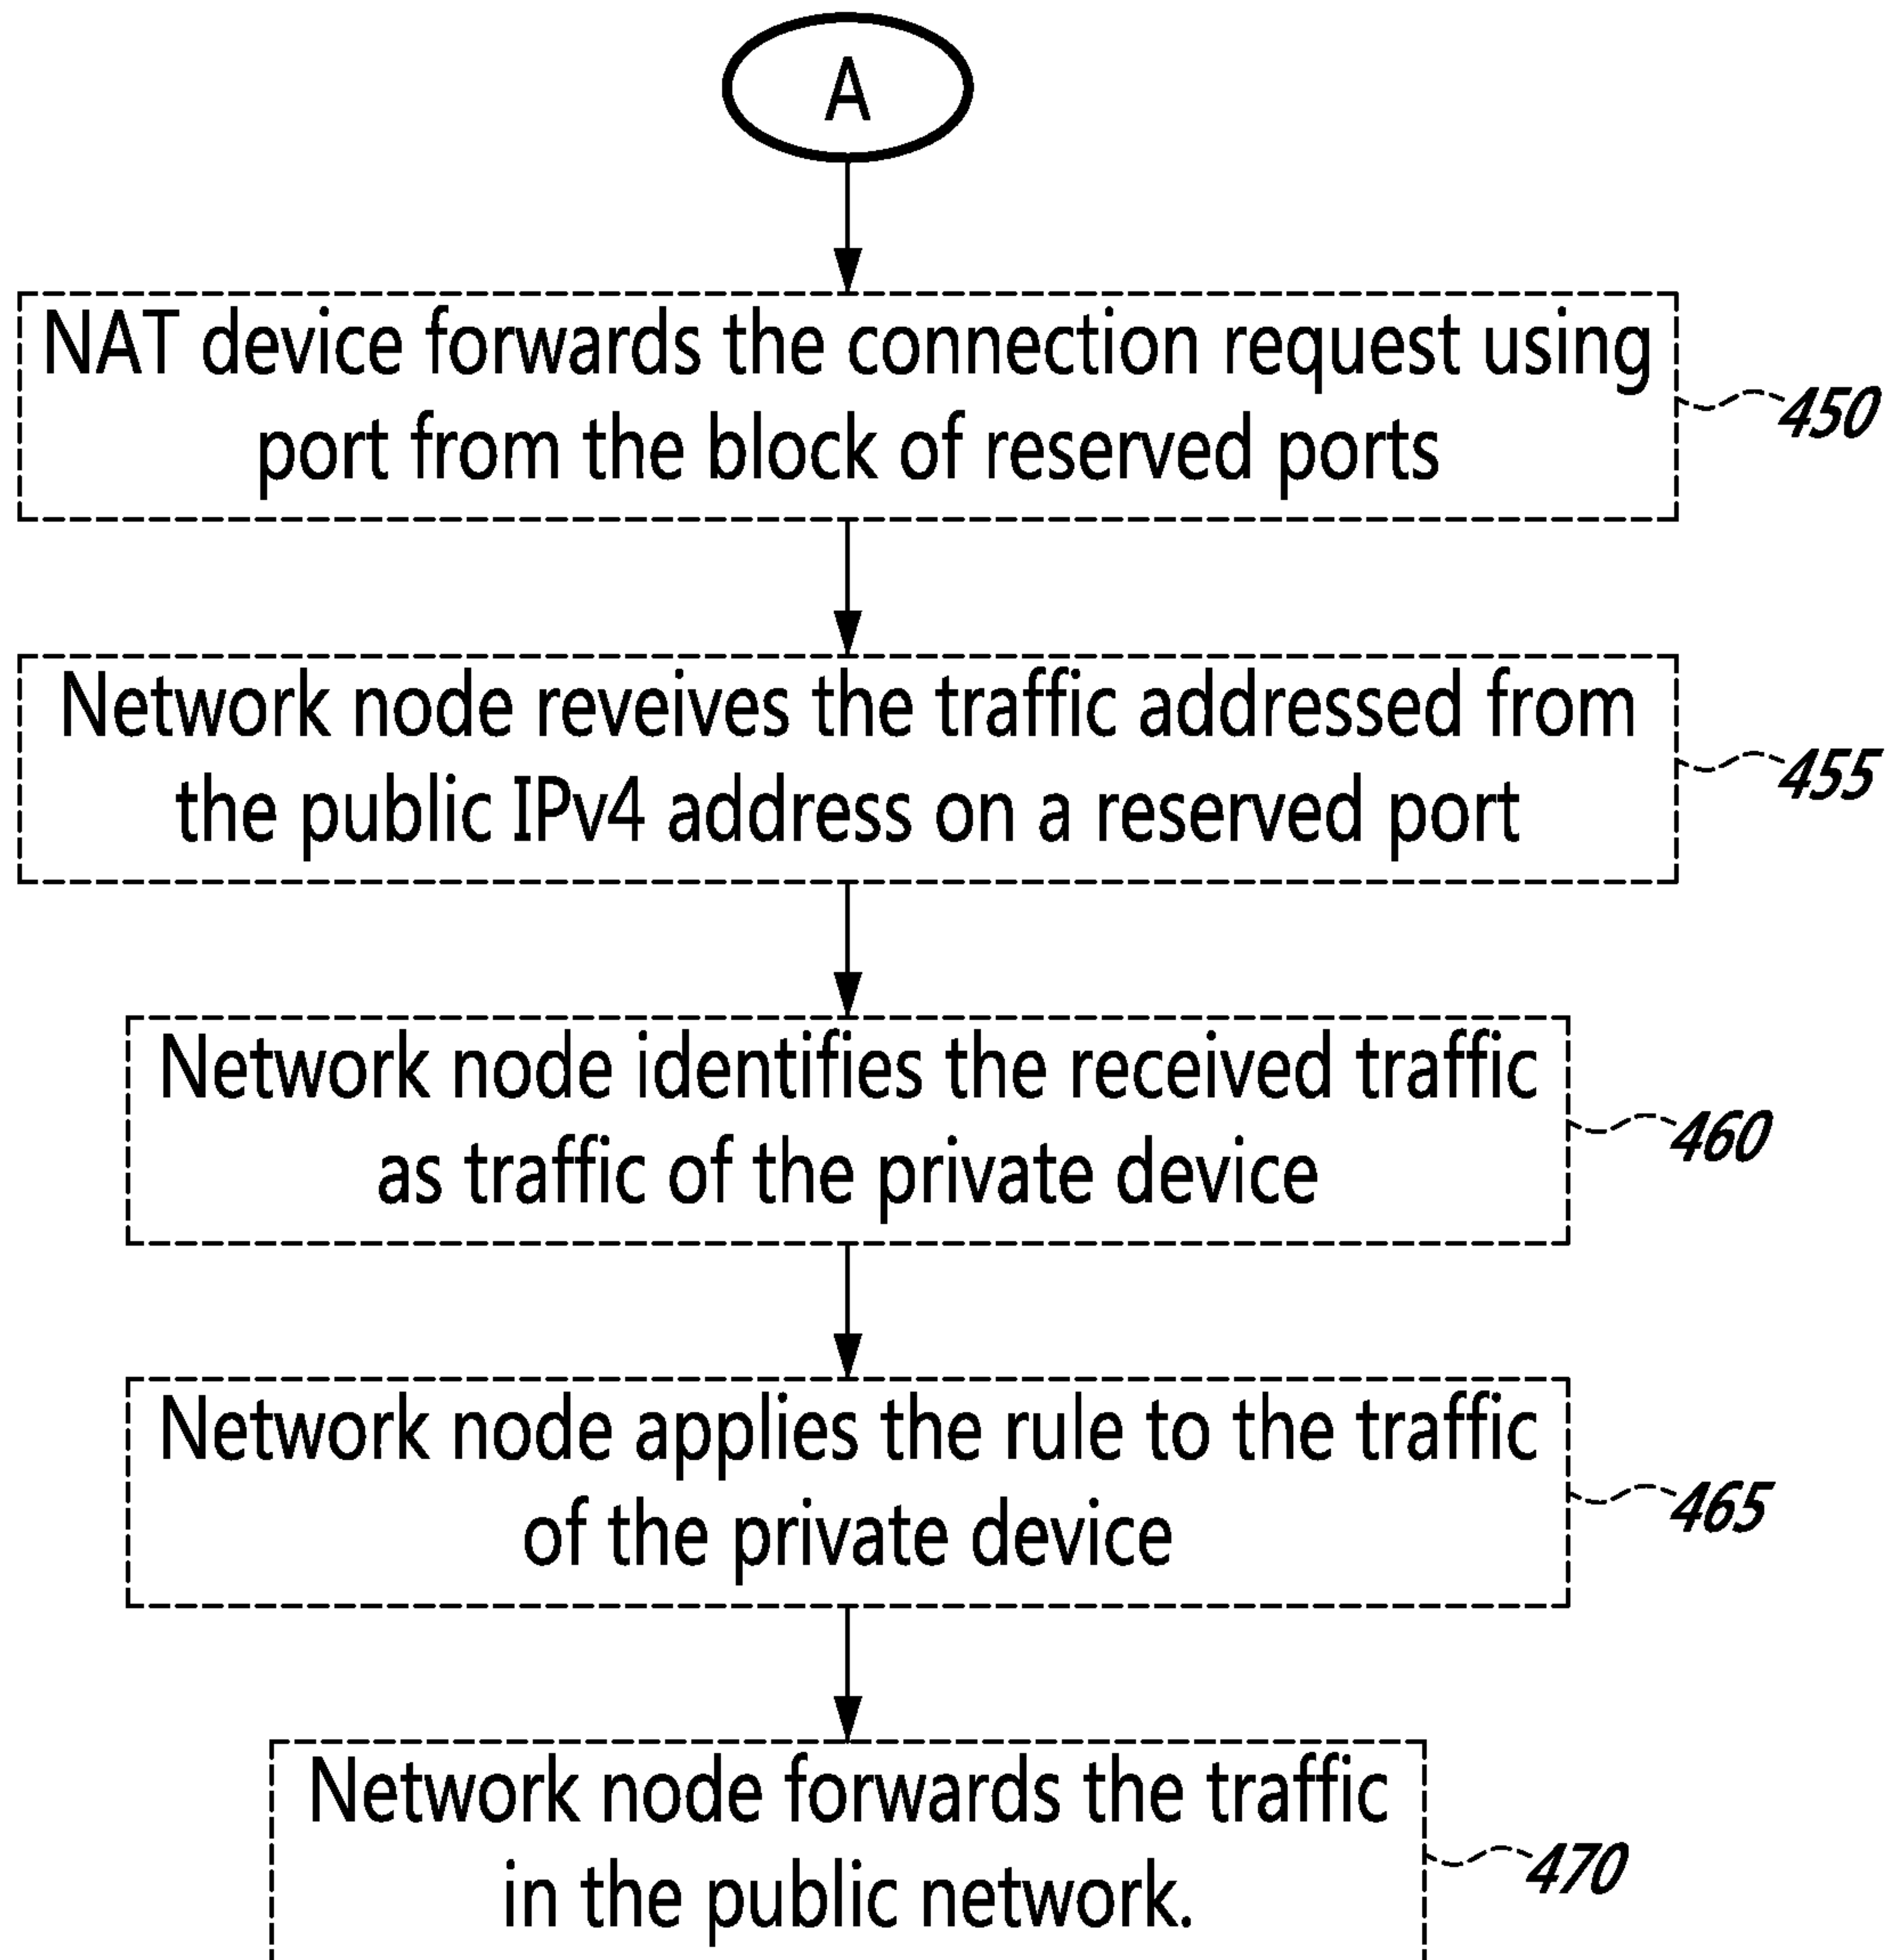 A
NAT device forwards the connection request using
port from the block of reserved ports
450
Network node reveives the traffic addressed from
the public IPv4 address on a reserved port
455
Network node identifies the received traffic
as traffic of the private device
460
Network node applies the rule to the traffic
of the private device
465
Network node forwards the traffic
in the public network.
470